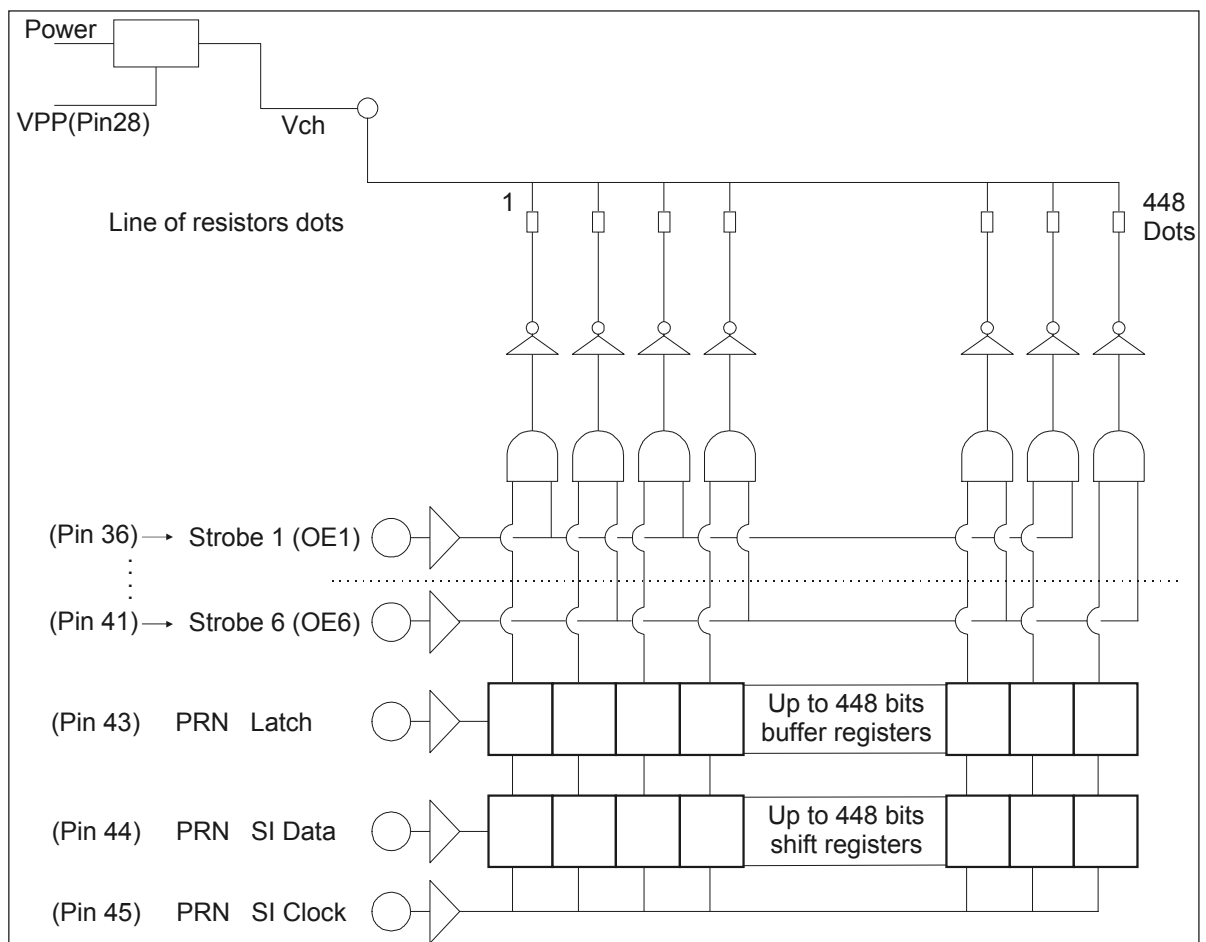 Power
VPP(Pin28)
Vch
Line of resistors dots
1
448
Dots
(Pin 36) Strobe 1 (OE1)
(Pin 41) Strobe 6 (OE6)
(Pin 43) PRN Latch
Up to 448 bits
buffer registers
(Pin 44) PRN SI Data
Up to 448 bits
shift registers
(Pin 45) PRN SI Clock